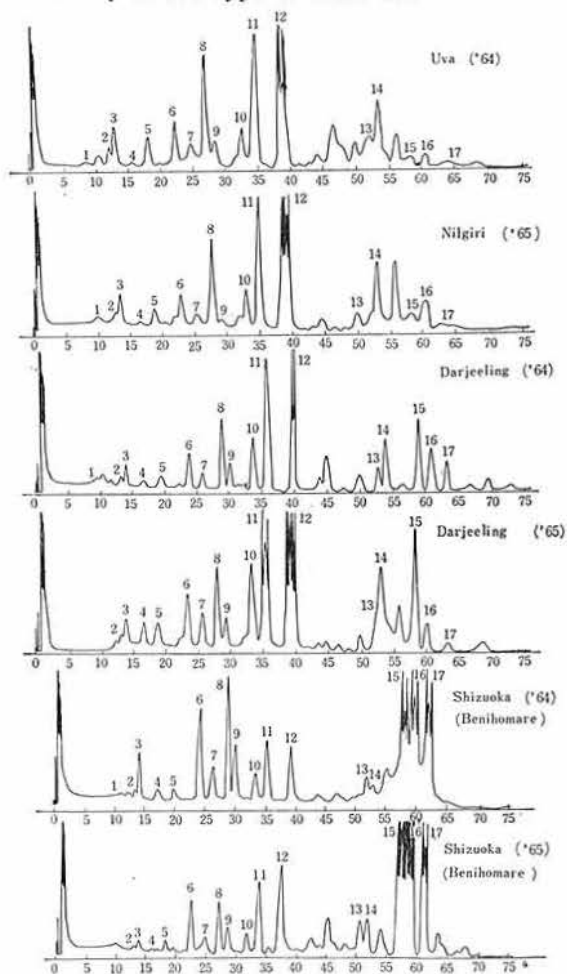 Uva ('64)
1 2 3 4 5 6 7 8 9 10 11 12 13 14 15 16 17
0 5 10 15 20 25 30 35 40 45 50 55 60 65 70 75
Nilgiri ('65)
1 2 3 4 5 6 7 8 9 10 11 12 13 14 15 16 17
0 5 10 15 20 25 30 35 40 45 50 55 60 65 70 75
Darjeeling ('64)
1 2 3 4 5 6 7 8 9 10 11 12 13 14 15 16 17
0 5 10 15 20 25 30 35 40 45 50 55 60 65 70 75
Darjeeling ('65)
2 3 4 5 6 7 8 9 10 11 12 13 14 15 16 17
0 5 10 15 20 25 30 35 40 45 50 55 60 65 70 75
Shizuoka ('64)
(Benihomare)
1 2 3 4 5 6 7 8 9 10 11 12 13 14 15 16 17
0 5 10 15 20 25 30 35 40 45 50 55 60 65 70 75
Shizuoka ('65)
(Benihomare)
2 3 4 5 6 7 8 9 10 11 12 13 14 15 16 17
0 5 10 15 20 25 30 35 40 45 50 55 60 65 70 75